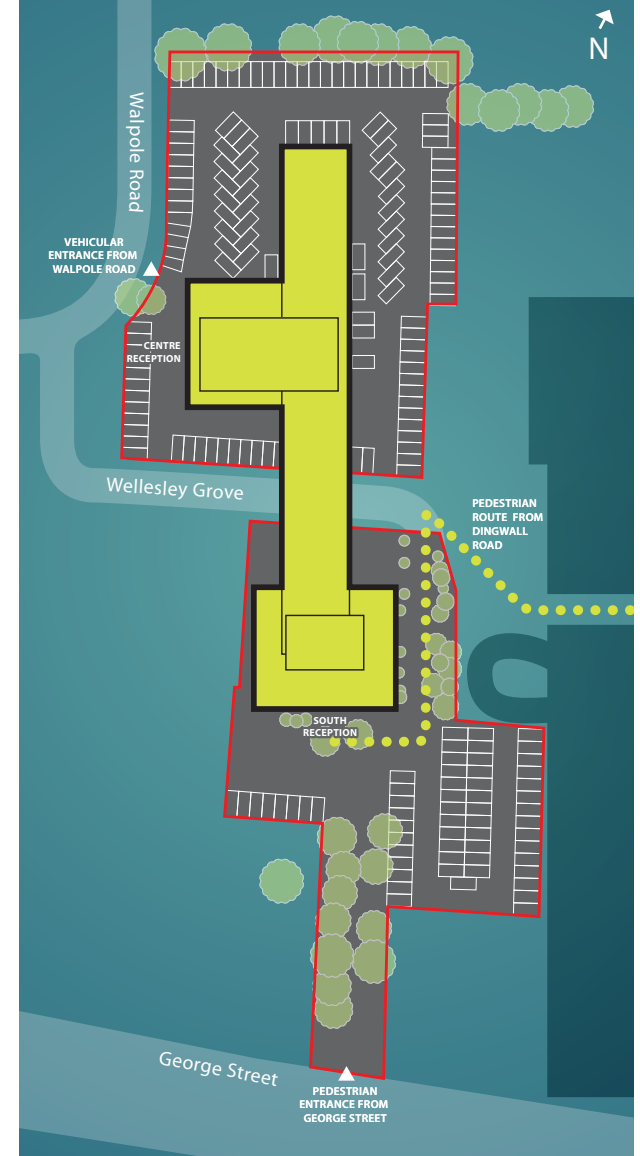 N
Walpole Road
VEHICULAR
ENTRANCE FROM
WALPOLE ROAD
CENTRE
RECEPTION
Wellesley Grove
PEDESTRIAN
ROUTE FROM
DINGWALL
ROAD
SOUTH
RECEPTION
George Street
PEDESTRIAN
ENTRANCE FROM
GEORGE STREET